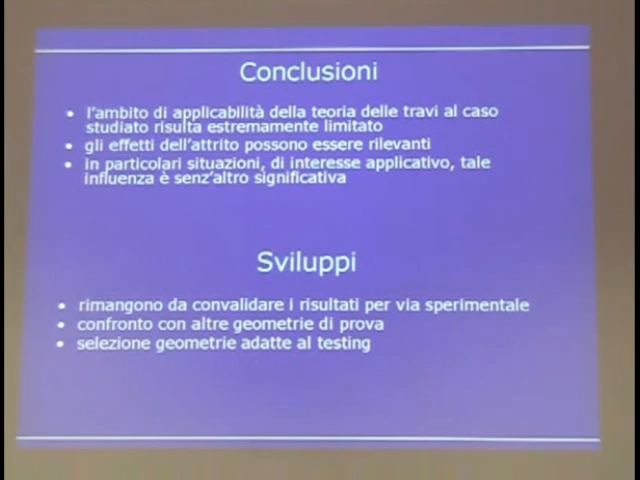 Conclusioni
• l'ambito di applicabilità della teoria delle travi al caso
studiato risulta estremamente limitato
• gli effetti dell'attrito possono essere rilevanti
• in particolari situazioni, di interesse applicativo, tale
influenza è senz'altro significativa
Sviluppi
• rimangono da convalidare i risultati per via sperimentale
• confronto con altre geometrie di prova
• selezione geometrie adatte al testing